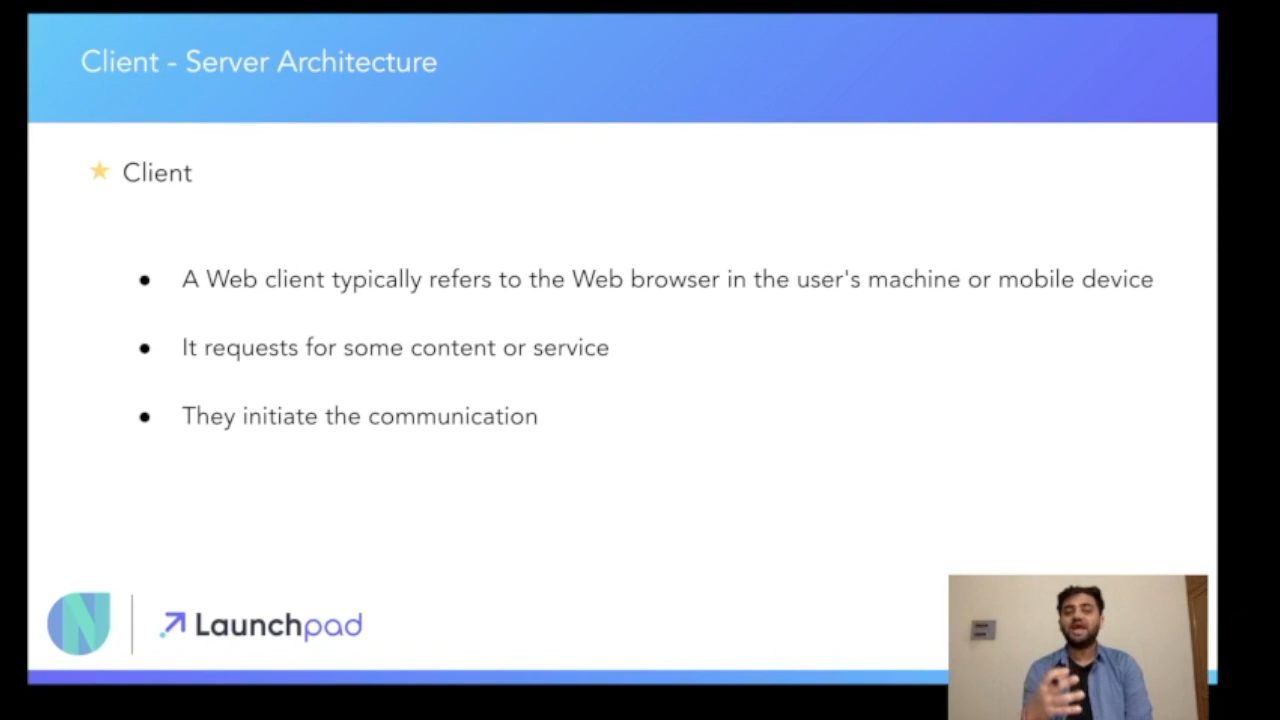 Client - Server Architecture
★ Client
● A Web client typically refers to the Web browser in the user's machine or mobile device
● It requests for some content or service
● They initiate the communication
N
Launchpad